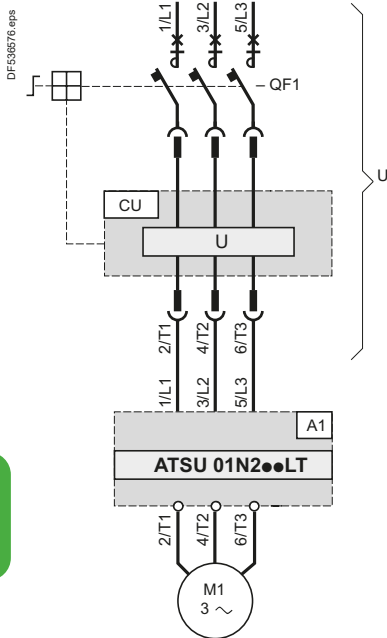 DF536576.eps
1/L1 3/L2 5/L3
QF1
U
CU
U
2/T1 4/T2 6/T3
1/L1 3/L2 5/L3
A1
ATSU 01N2●●LT
2/T1 4/T2 6/T3
M1
3 ~